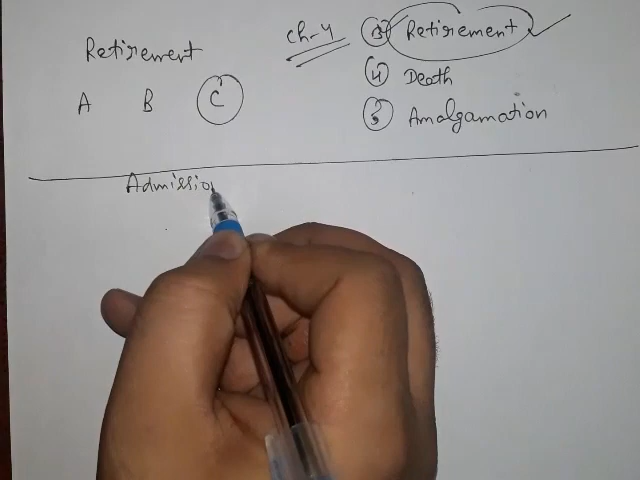 Ch-4 (3) Retirement
Retirement
(4) Death
A B C
(5) Amalgamation
Admissio